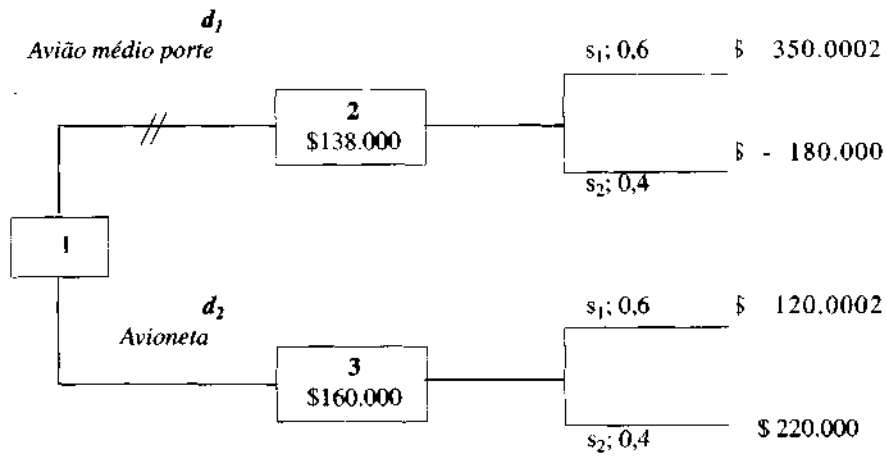 d1
Avião médio porte
s1; 0,6 $ 350.0002
2
$138.000
$ - 180.000
s2; 0,4
1
d2
Avioneta
s1; 0,6 $ 120.0002
3
$160.000
$ 220.000
s2; 0,4